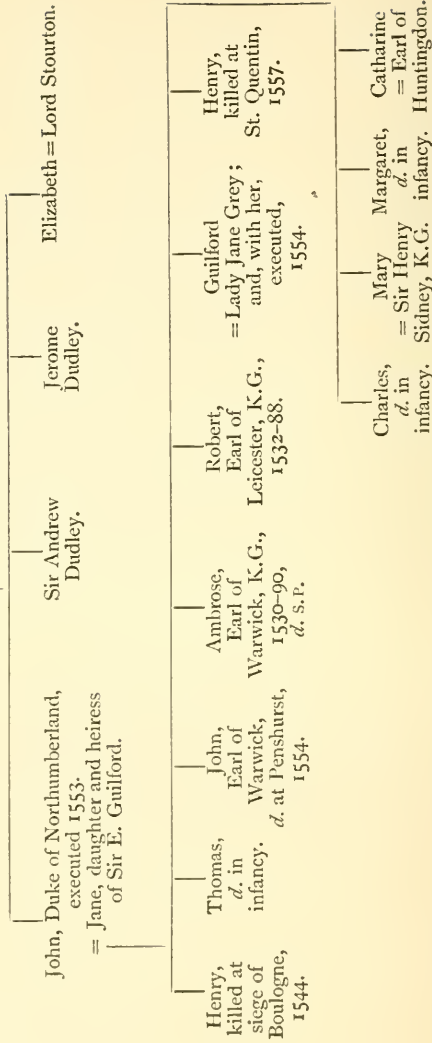 John, Duke of Northumberland,
executed 1553.
= Jane, daughter and heiress
of Sir E. Guilford.
Sir Andrew
Dudley.
Jerome
Dudley.
Elizabeth = Lord Stourton.
Henry,
killed at
siege of
Boulogne,
1544.
Thomas,
d. in
infancy.
John,
Earl of
Warwick,
d. at Penshurst,
1554.
Ambrose,
Earl of
Warwick, K.G.,
1530-90,
d. S.P.
Robert,
Earl of
Leicester, K.G.,
1532-88.
Guilford
= Lady Jane Grey;
and, with her,
executed,
1554.
Henry,
killed at
St. Quentin,
1557.
Charles,
d. in
infancy.
Mary
= Sir Henry
Sidney, K.G.
Margaret,
d. in
infancy.
Catharine
= Earl of
Huntingdon.